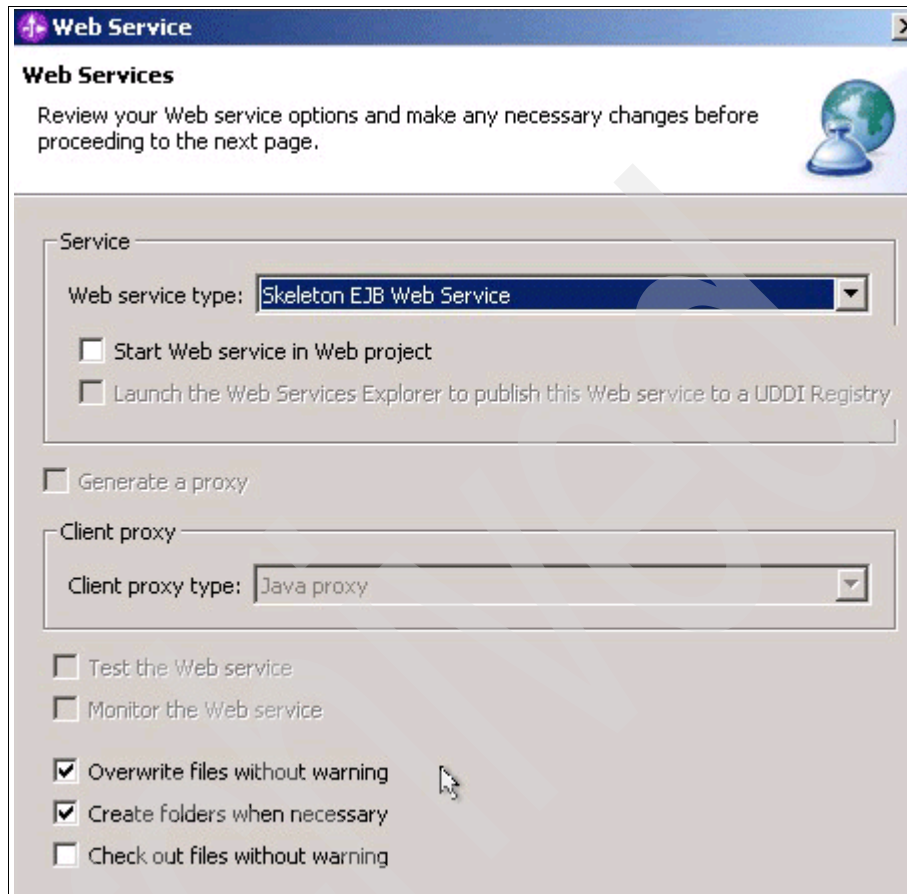 Web Service
Web Services
Review your Web service options and make any necessary changes before
proceeding to the next page.
Service
Web service type: Skeleton EJB Web Service
Start Web service in Web project
Launch the Web Services Explorer to publish this Web service to a UDDI Registry
Generate a proxy
Client proxy
Client proxy type: Java proxy
Test the Web service
Monitor the Web service
Overwrite files without warning
Create folders when necessary
Check out files without warning